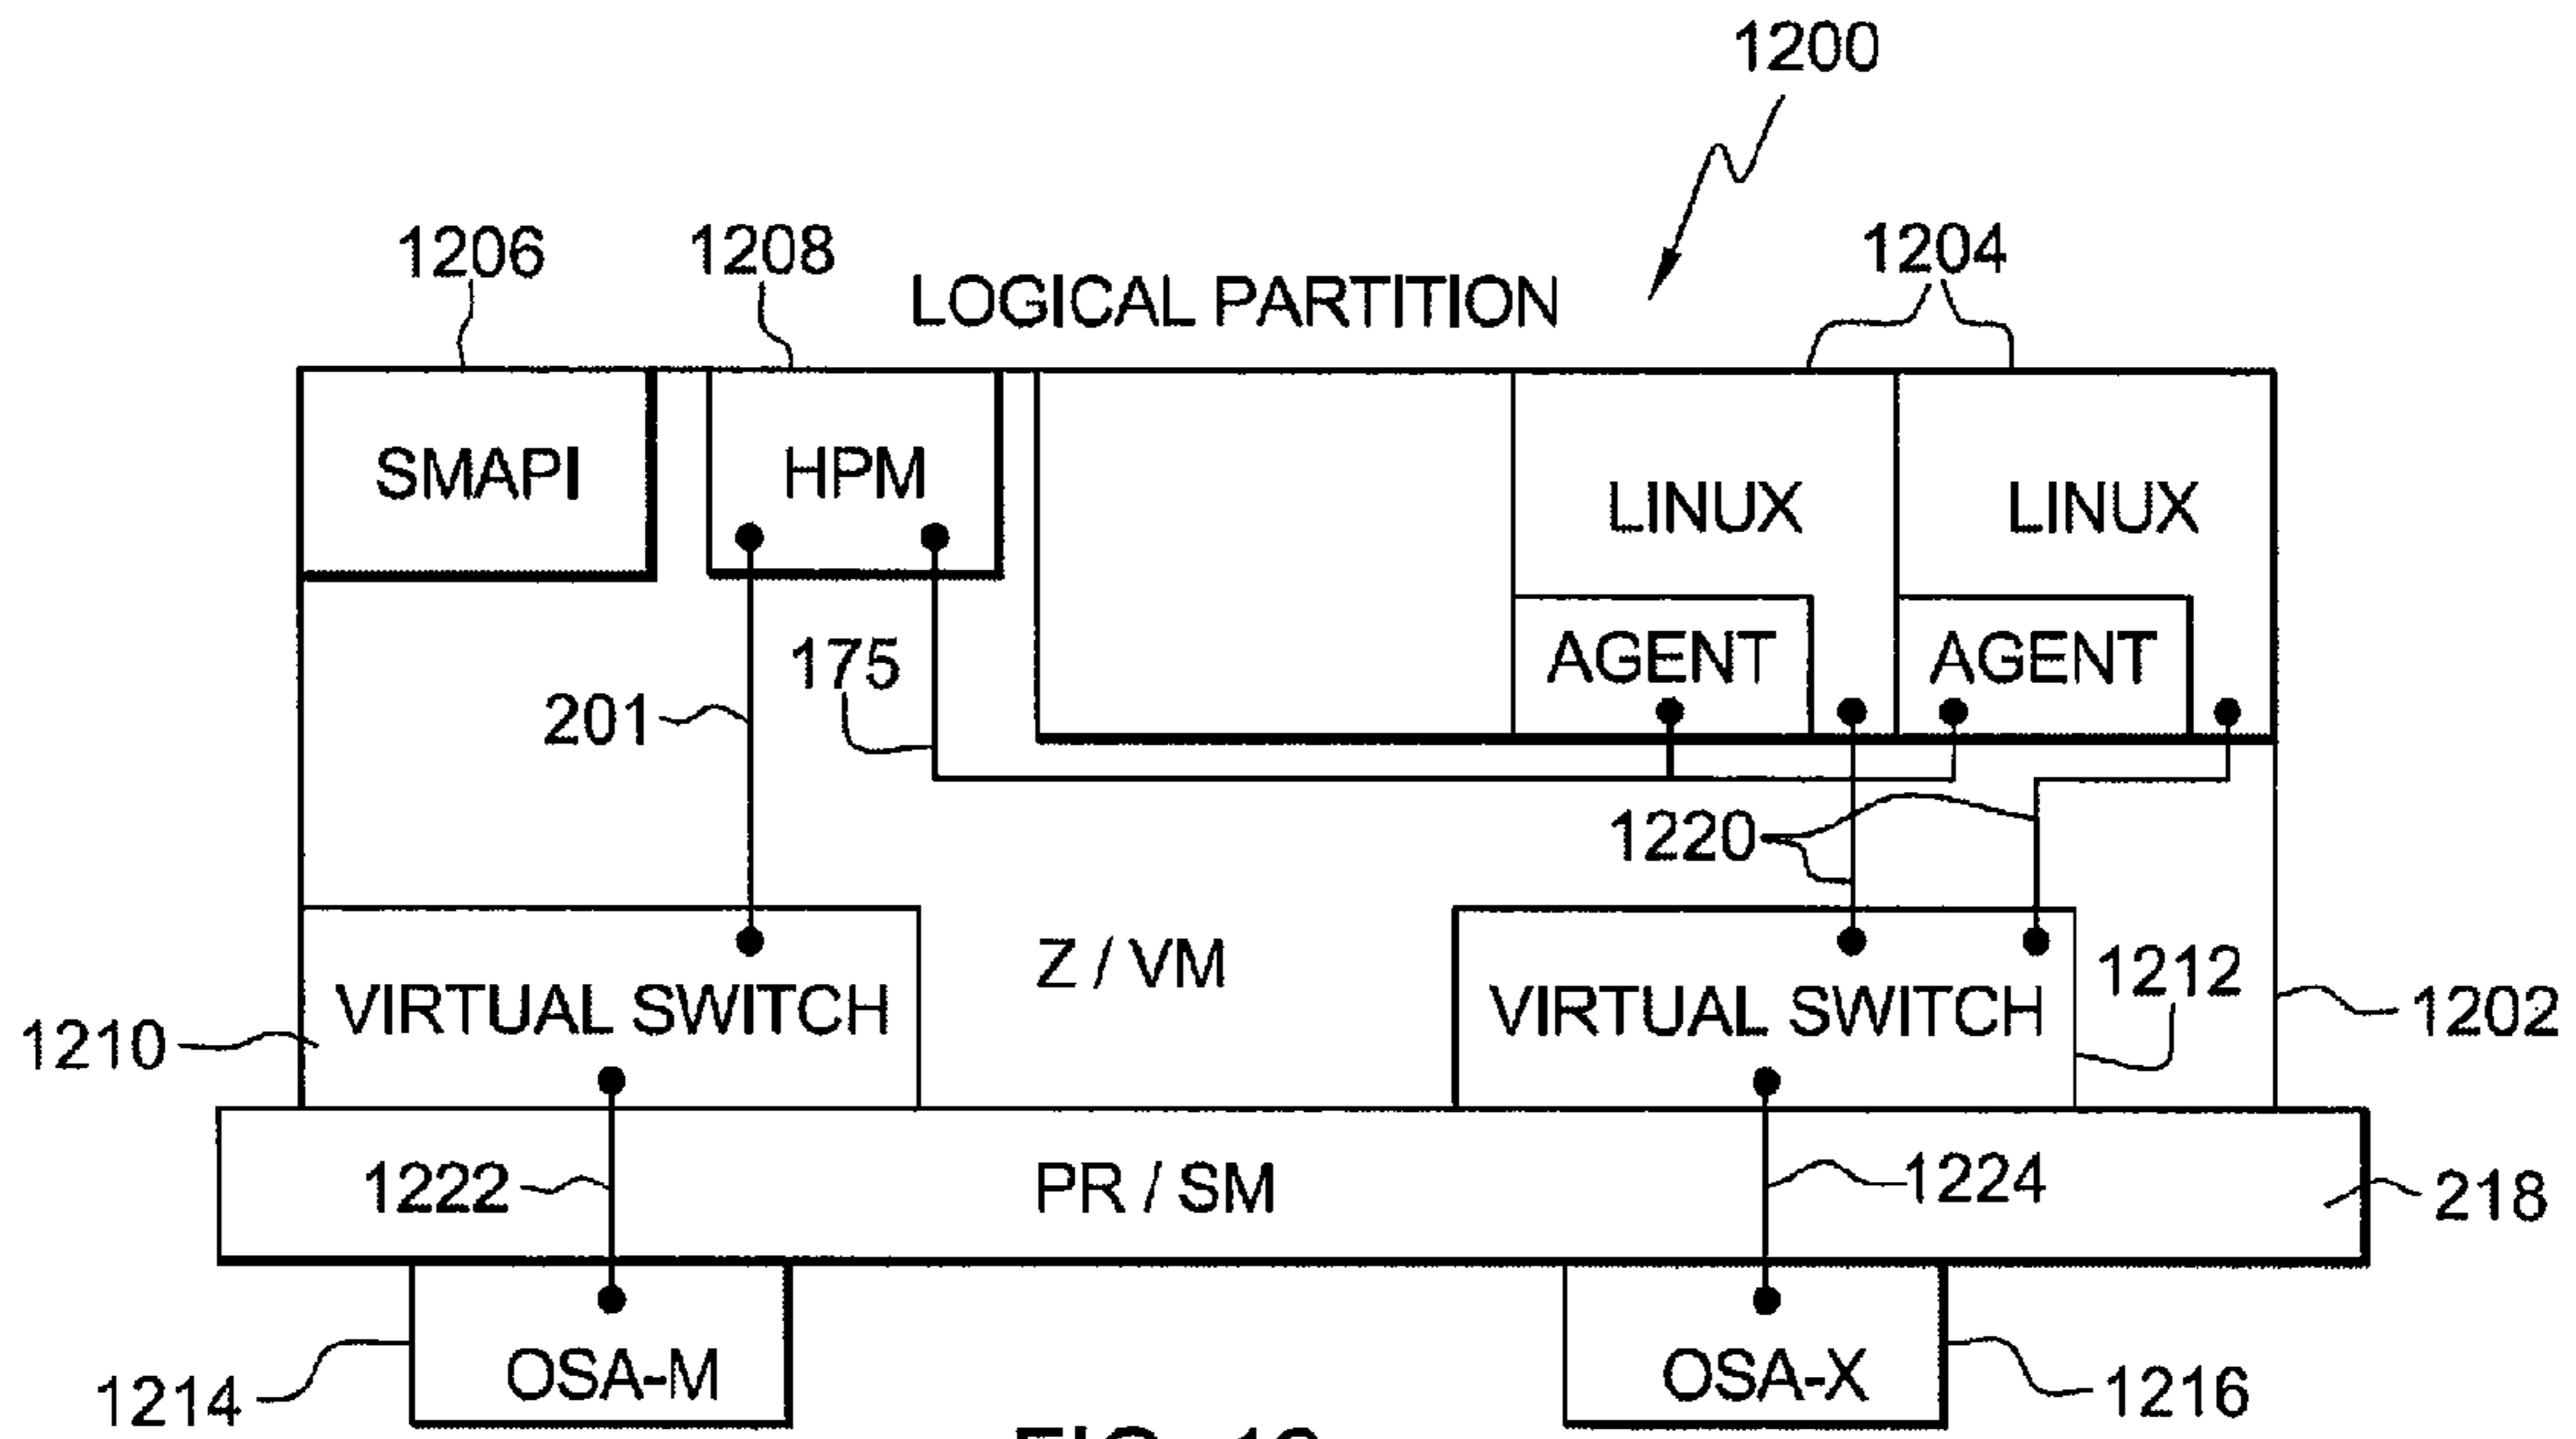 1200
1206
1208
LOGICAL PARTITION
1204
SMAPI
HPM
LINUX
LINUX
AGENT
AGENT
175
201
1220
Z / VM
VIRTUAL SWITCH
VIRTUAL SWITCH
1212
1202
1210
1222
PR / SM
1224
218
OSA-M
OSA-X
1214
1216